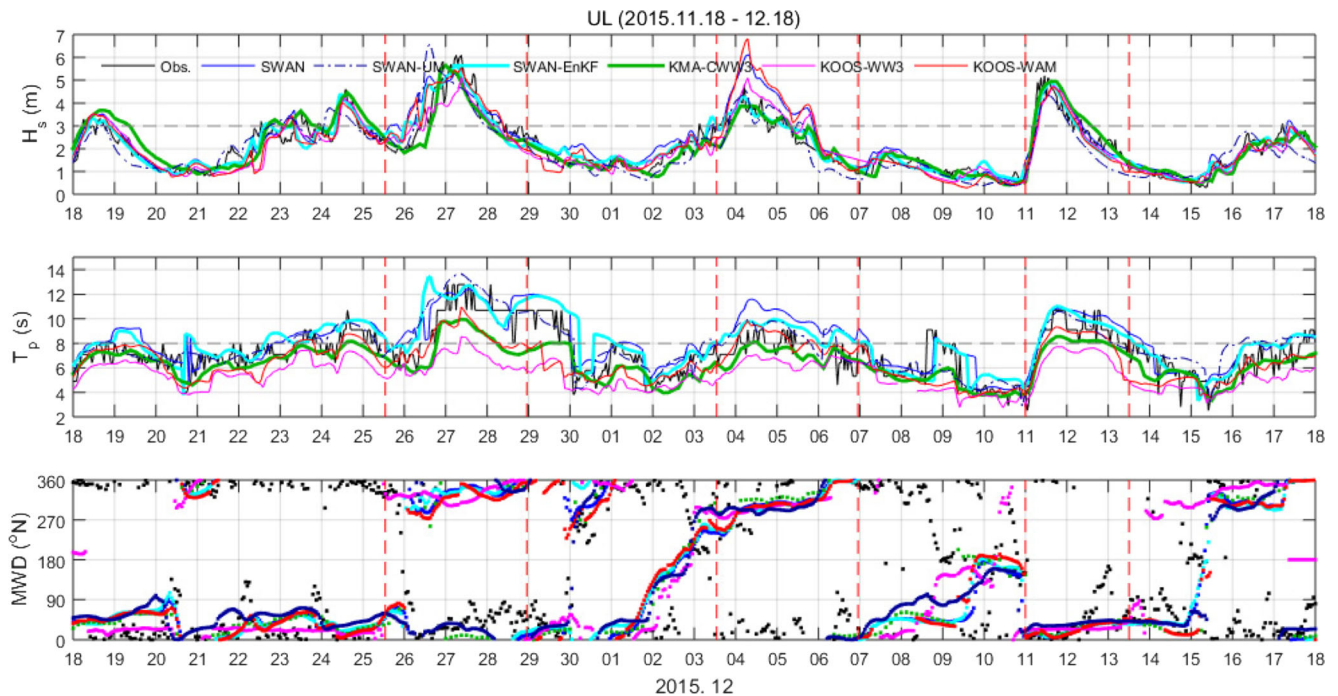 UL (2015.11.18 - 12.18)
7
6
5
4
3
2
1
0
H_s (m)
Obs. SWAN SWAN-UM SWAN-EnKF KMA-CWW3 KOOS-WW3 KOOS-WAM
18 19 20 21 22 23 24 25 26 27 28 29 30 01 02 03 04 05 06 07 08 09 10 11 12 13 14 15 16 17 18
14
12
10
8
6
4
2
T_p (s)
18 19 20 21 22 23 24 25 26 27 28 29 30 01 02 03 04 05 06 07 08 09 10 11 12 13 14 15 16 17 18
360
270
180
90
0
MWD (°N)
18 19 20 21 22 23 24 25 26 27 28 29 30 01 02 03 04 05 06 07 08 09 10 11 12 13 14 15 16 17 18
2015. 12